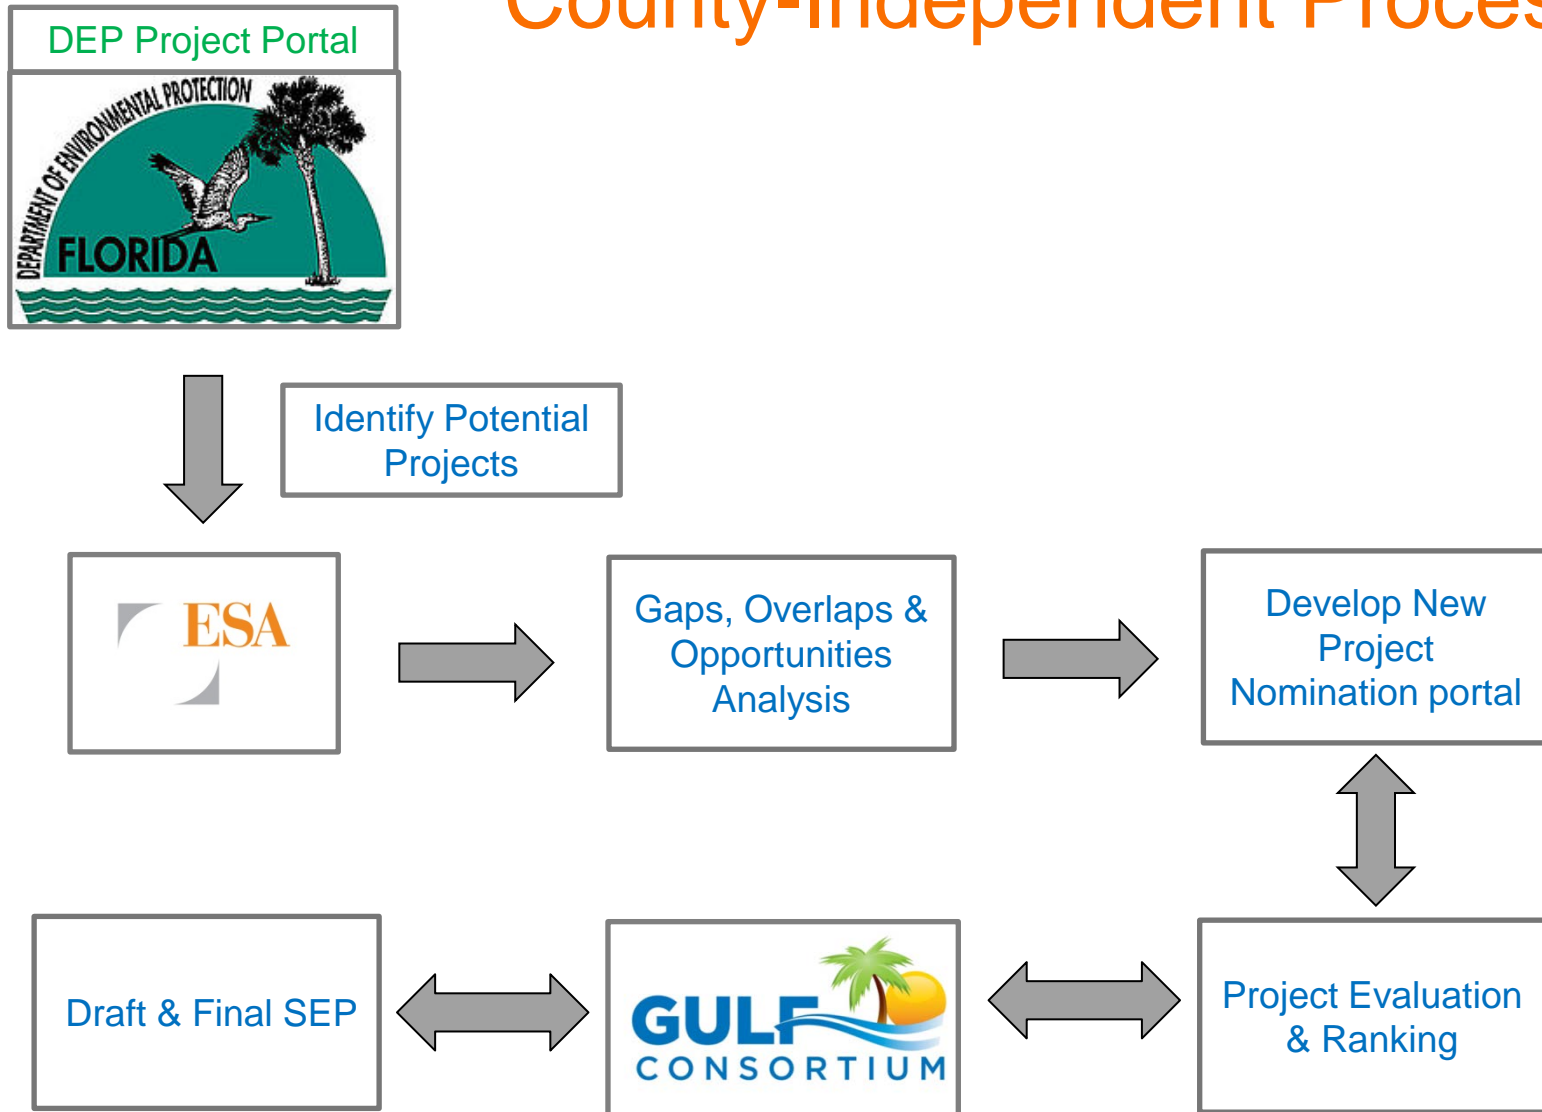 County-Independent Proces
DEP Project Portal
DEPARTMENT OF ENVIRONMENTAL PROTECTION
FLORIDA
Identify Potential
Projects
ESA
Gaps, Overlaps &
Opportunities
Analysis
Develop New
Project
Nomination portal
Draft & Final SEP
GULF
CONSORTIUM
Project Evaluation
& Ranking